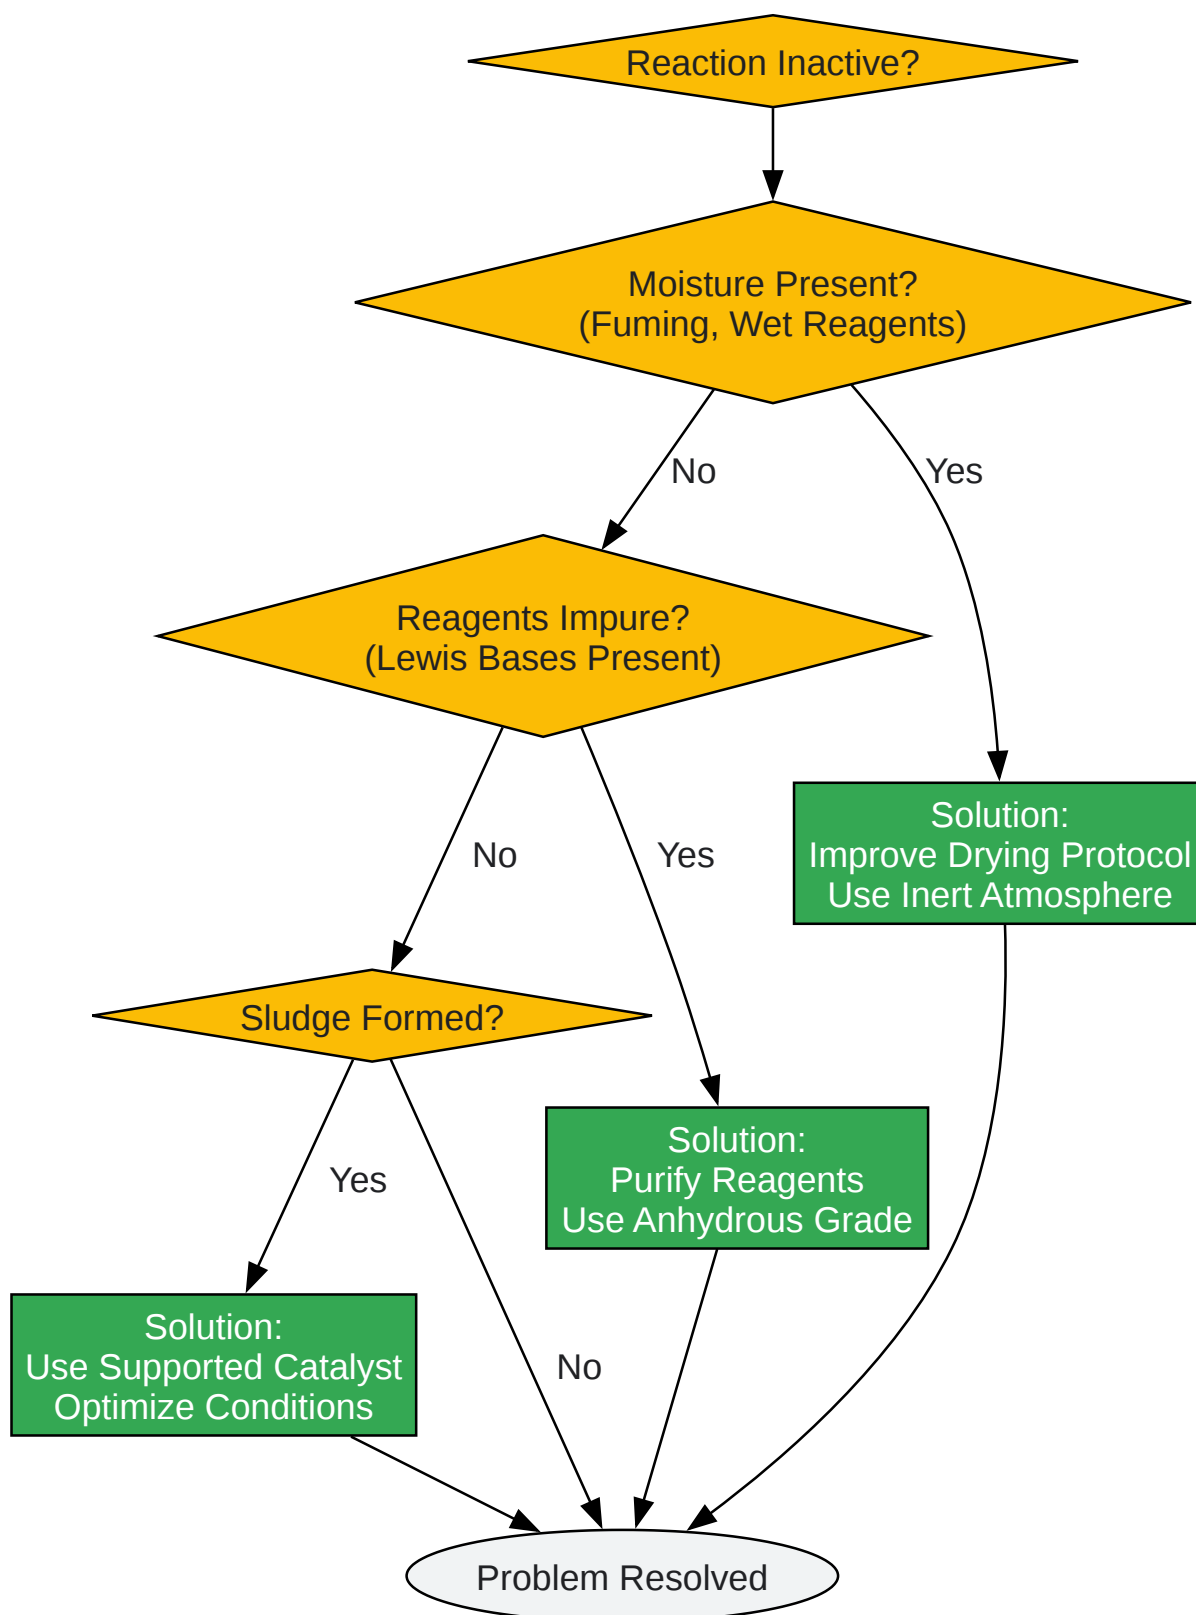 Reaction Inactive?
Moisture Present?
(Fuming, Wet Reagents)
No
Yes
Reagents Impure?
(Lewis Bases Present)
No
Yes
Solution:
Improve Drying Protocol
Use Inert Atmosphere
Sludge Formed?
Yes
No
Solution:
Purify Reagents
Use Anhydrous Grade
Solution:
Use Supported Catalyst
Optimize Conditions
Problem Resolved